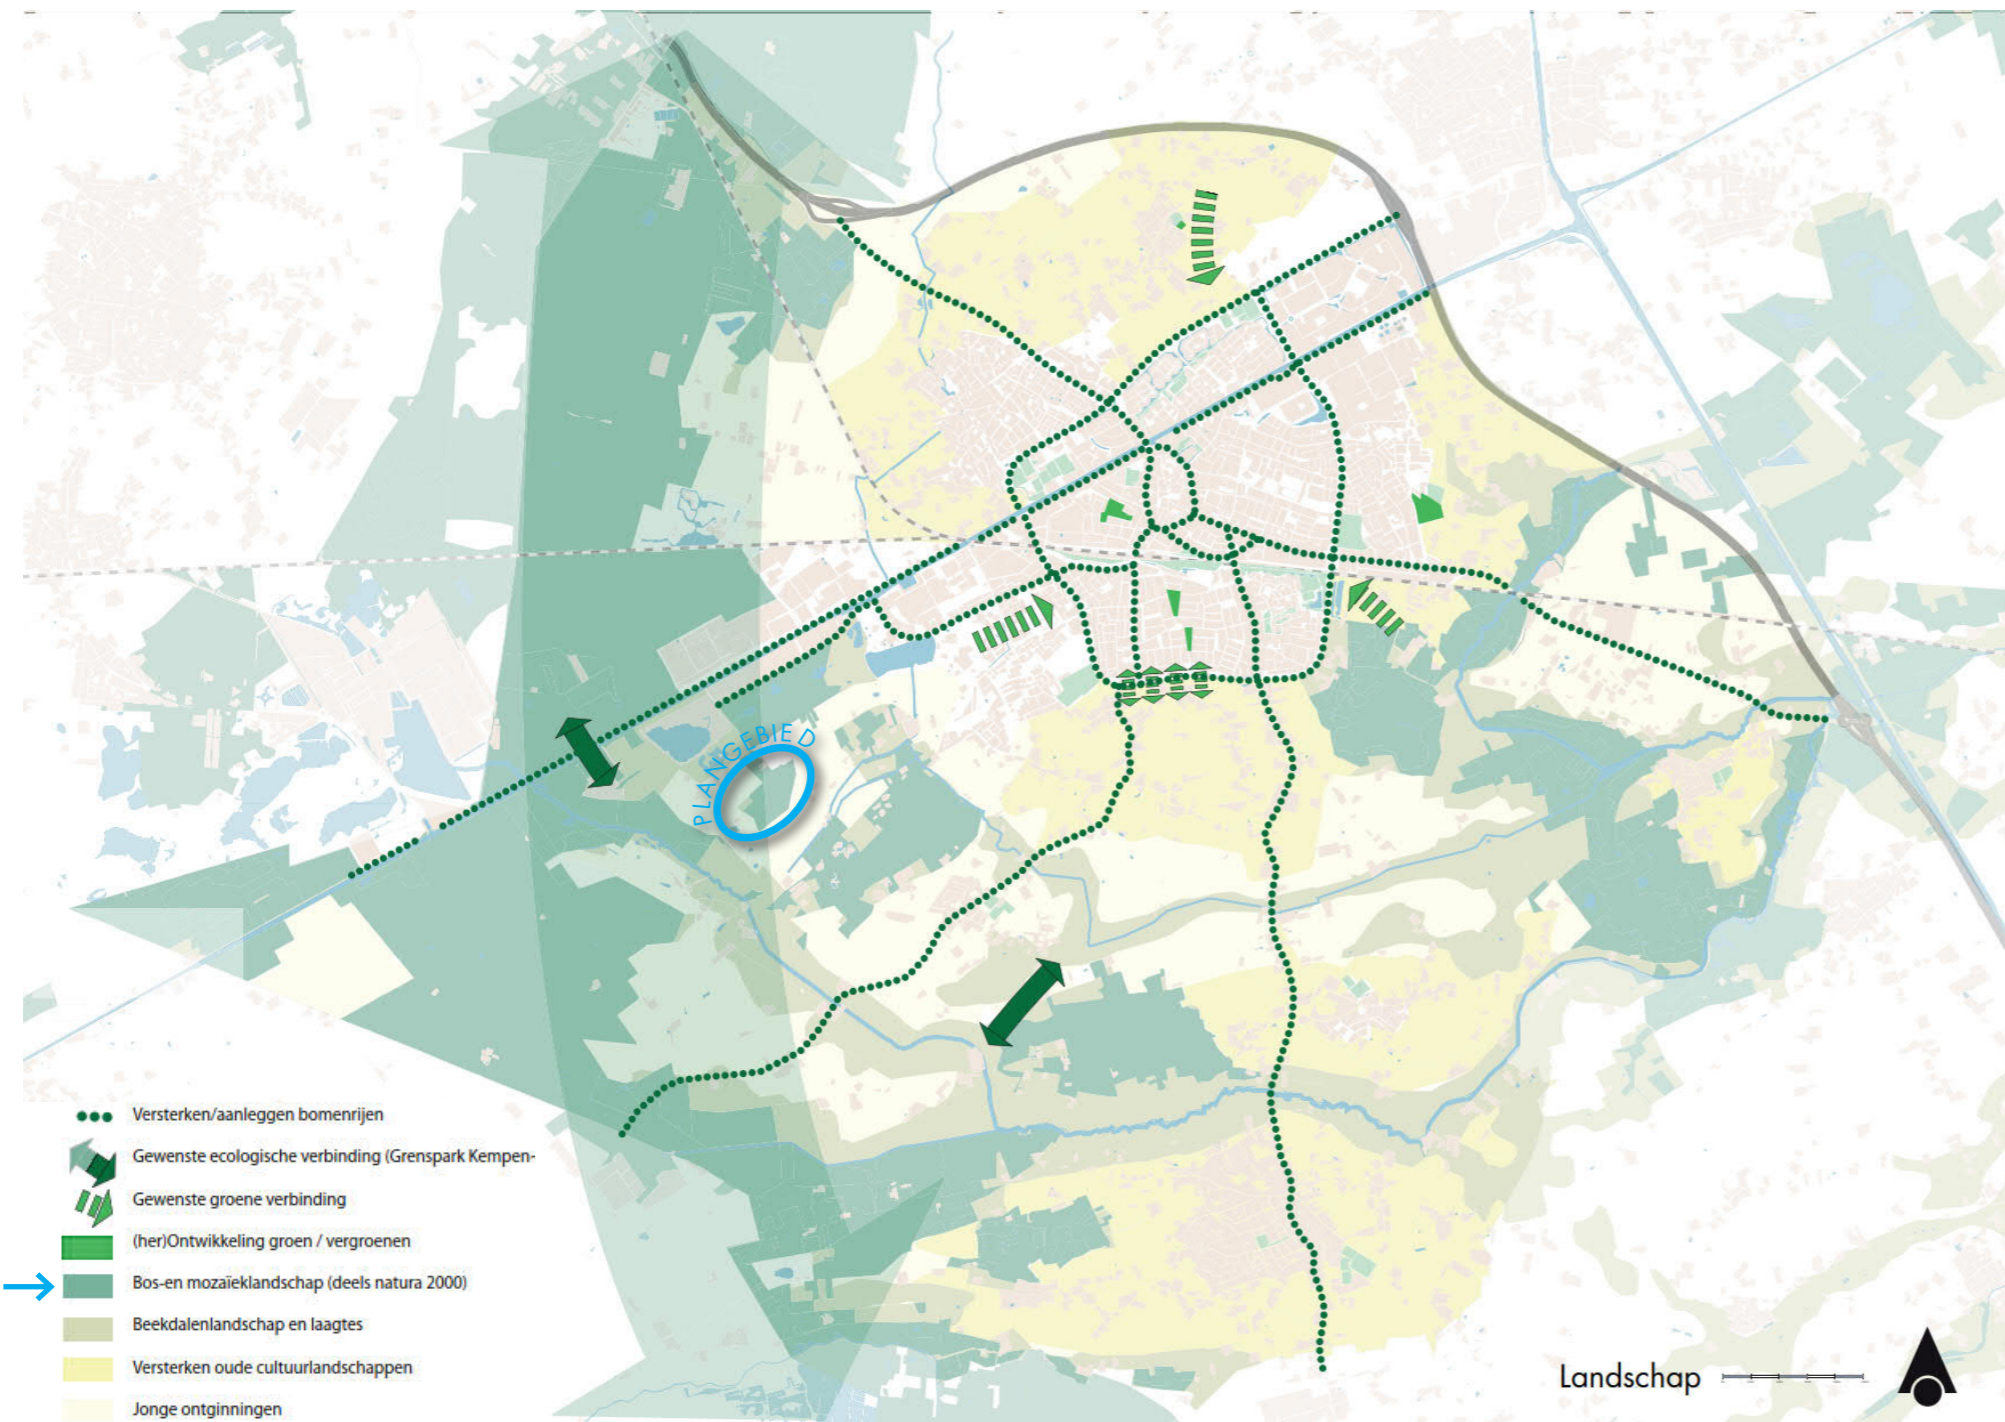 PLANGEBIED
Versterken/aanleggen bomenrijen
Gewenste ecologische verbinding (Grenspark Kempen-
Gewenste groene verbinding
(her)Ontwikkeling groen / vergroenen
Bos-en mozaïeklandschap (deels natura 2000)
Beekdalenlandschap en laagtes
Versterken oude cultuurlandschappen
Jonge ontginningen
Landschap